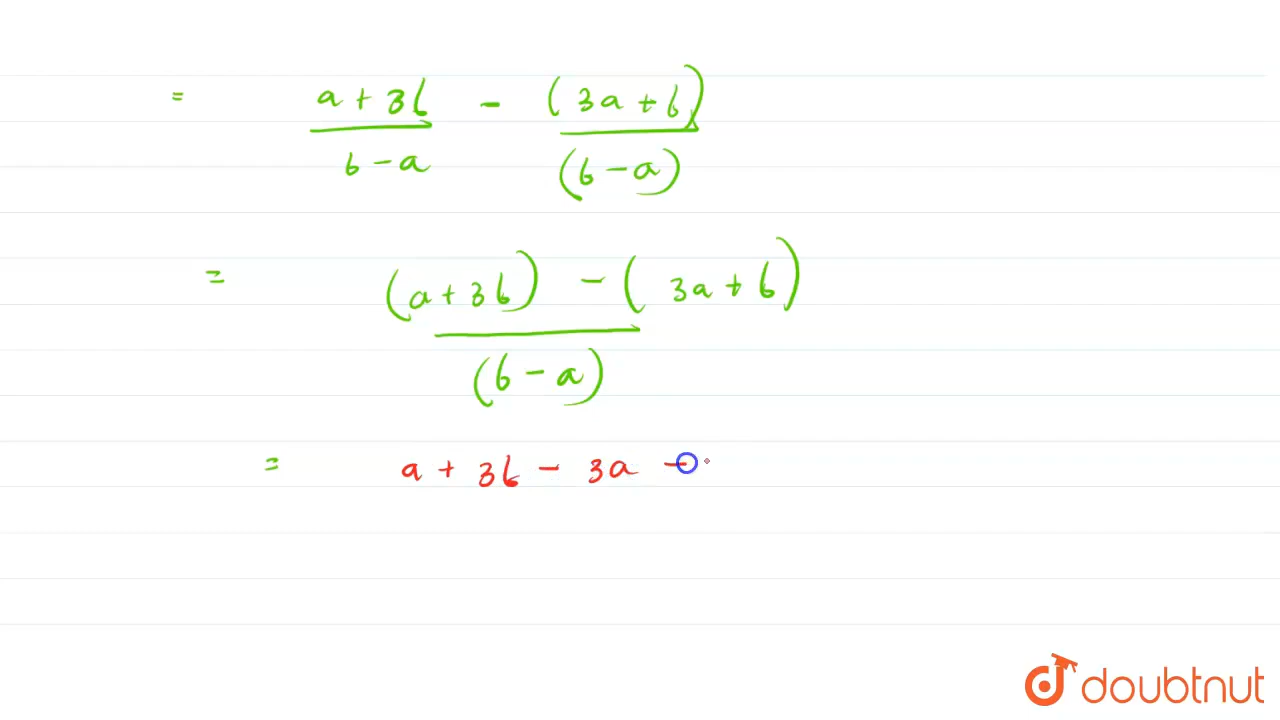 = a + 3b - (3a + b)
b - a (b - a)
= (a + 3b) - (3a + b)
(b - a)
= a + 3b - 3a -
doubtnut